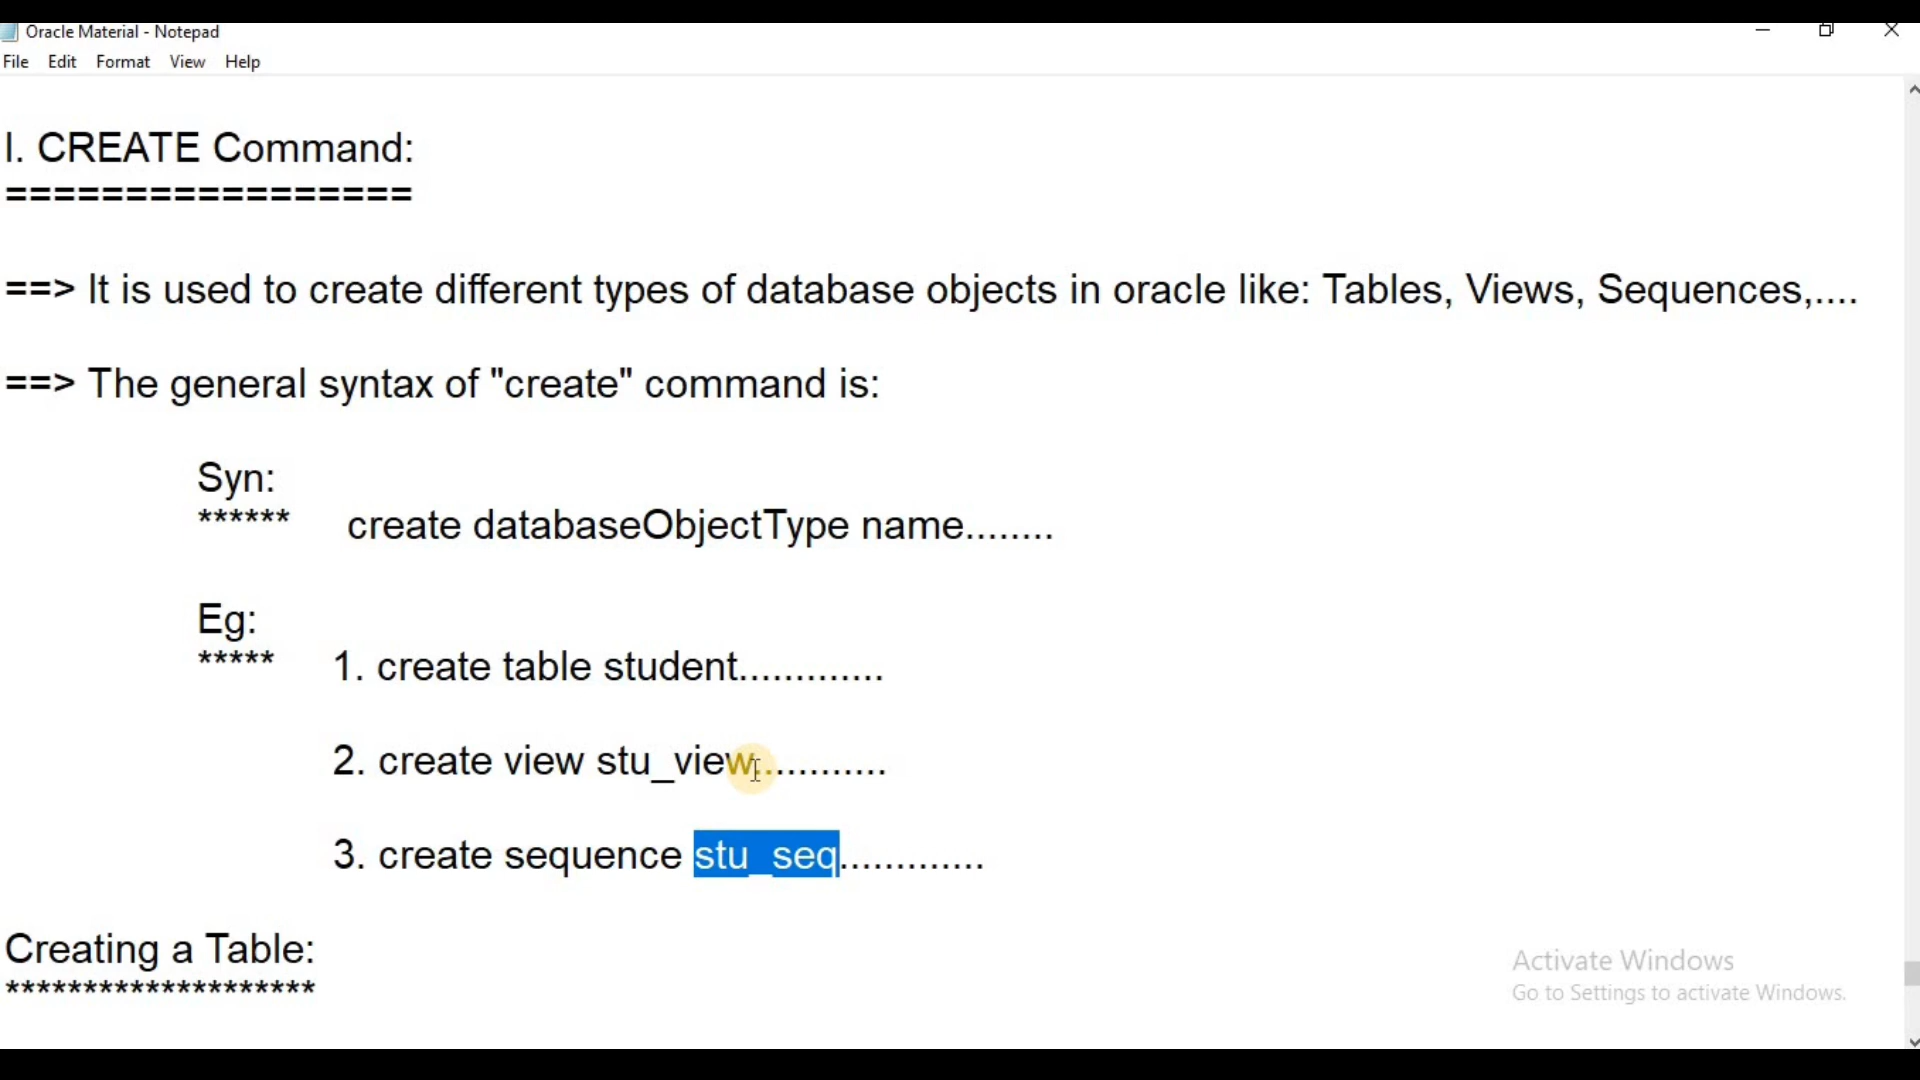 Oracle Material - Notepad
File Edit Format View Help
I. CREATE Command:
=================
==> It is used to create different types of database objects in oracle like: Tables, Views, Sequences,....
==> The general syntax of "create" command is:
Syn:
****** create databaseObjectType name........
Eg:
***** 1. create table student.............
2. create view stu_view............
3. create sequence stu_seq.............
Creating a Table:
********************
Activate Windows
Go to Settings to activate Windows.